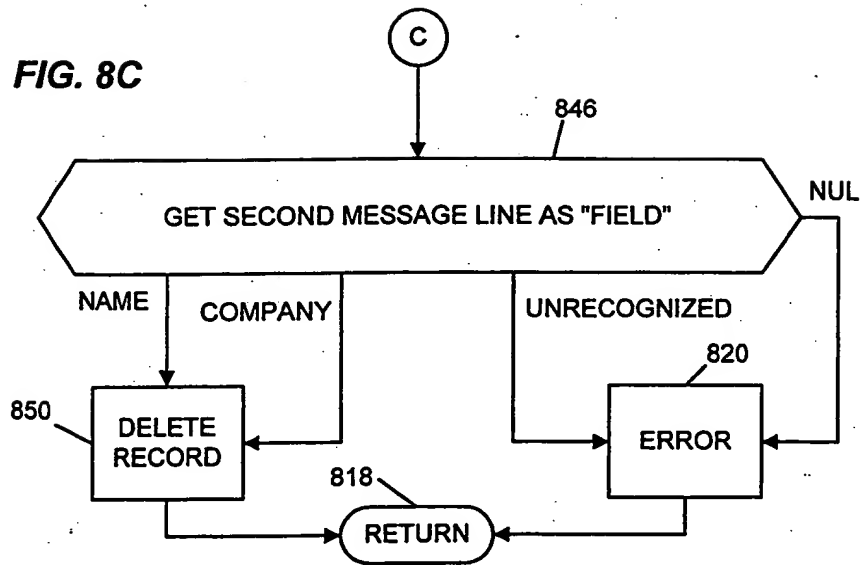 C
FIG. 8C
846
NUL
GET SECOND MESSAGE LINE AS "FIELD"
NAME
COMPANY
UNRECOGNIZED
820
850
DELETE
RECORD
ERROR
818
RETURN